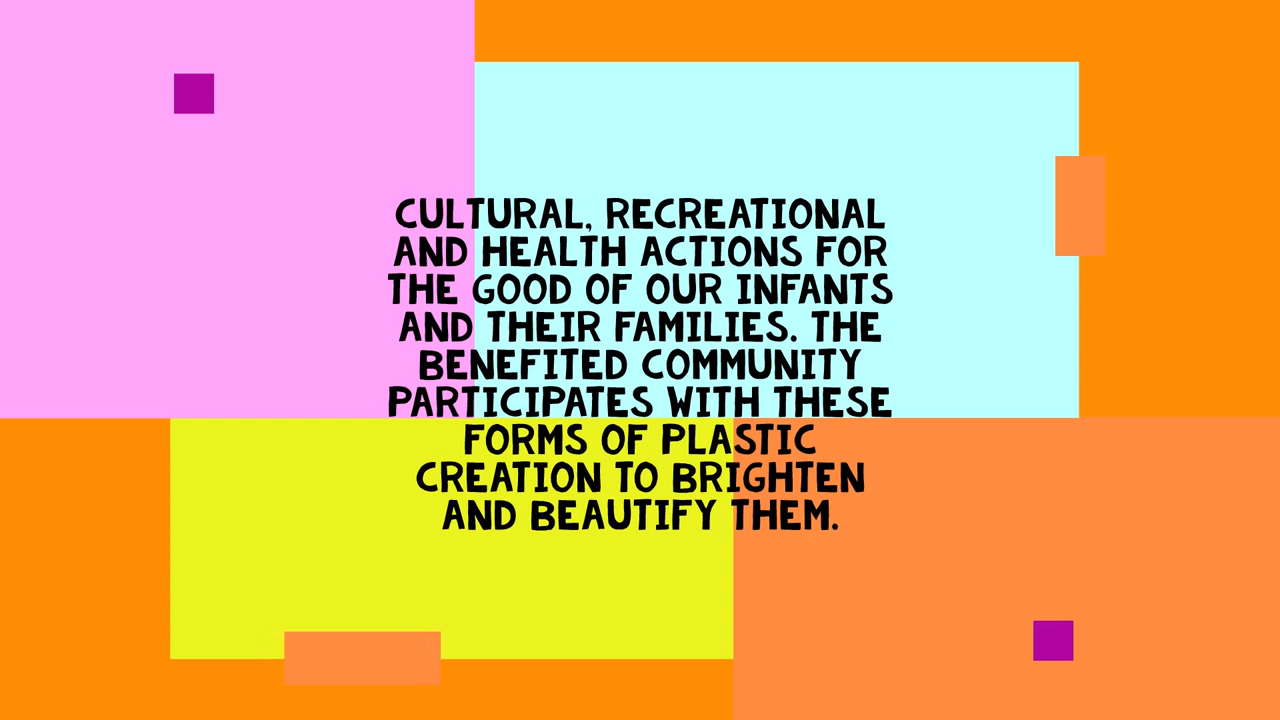 CULTURAL, RECREATIONAL
AND HEALTH ACTIONS FOR
THE GOOD OF OUR INFANTS
AND THEIR FAMILIES. THE
BENEFITED COMMUNITY
PARTICIPATES WITH THESE
FORMS OF PLASTIC
CREATION TO BRIGHTEN
AND BEAUTIFY THEM.